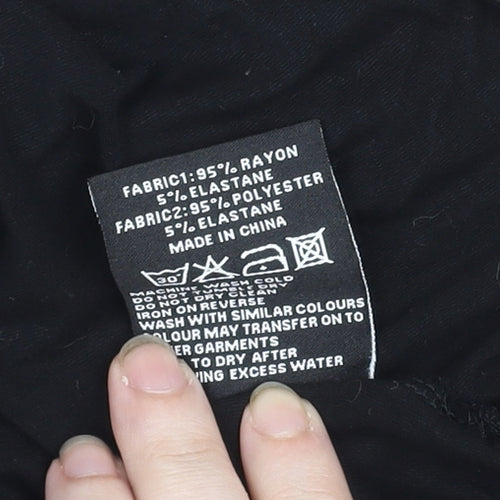 FABRIC1:95% RAYON
5% ELASTANE
FABRIC2:95% POLYESTER
5% ELASTANE
MADE IN CHINA
30°
MACHINE WASH COLD
DO NOT TUMBLE DRY
DO NOT DRY CLEAN
IRON ON REVERSE
WASH WITH SIMILAR COLOURS
COLOUR MAY TRANSFER ON TO
GARMENTS
TO DRY AFTER
EXCESS WATER